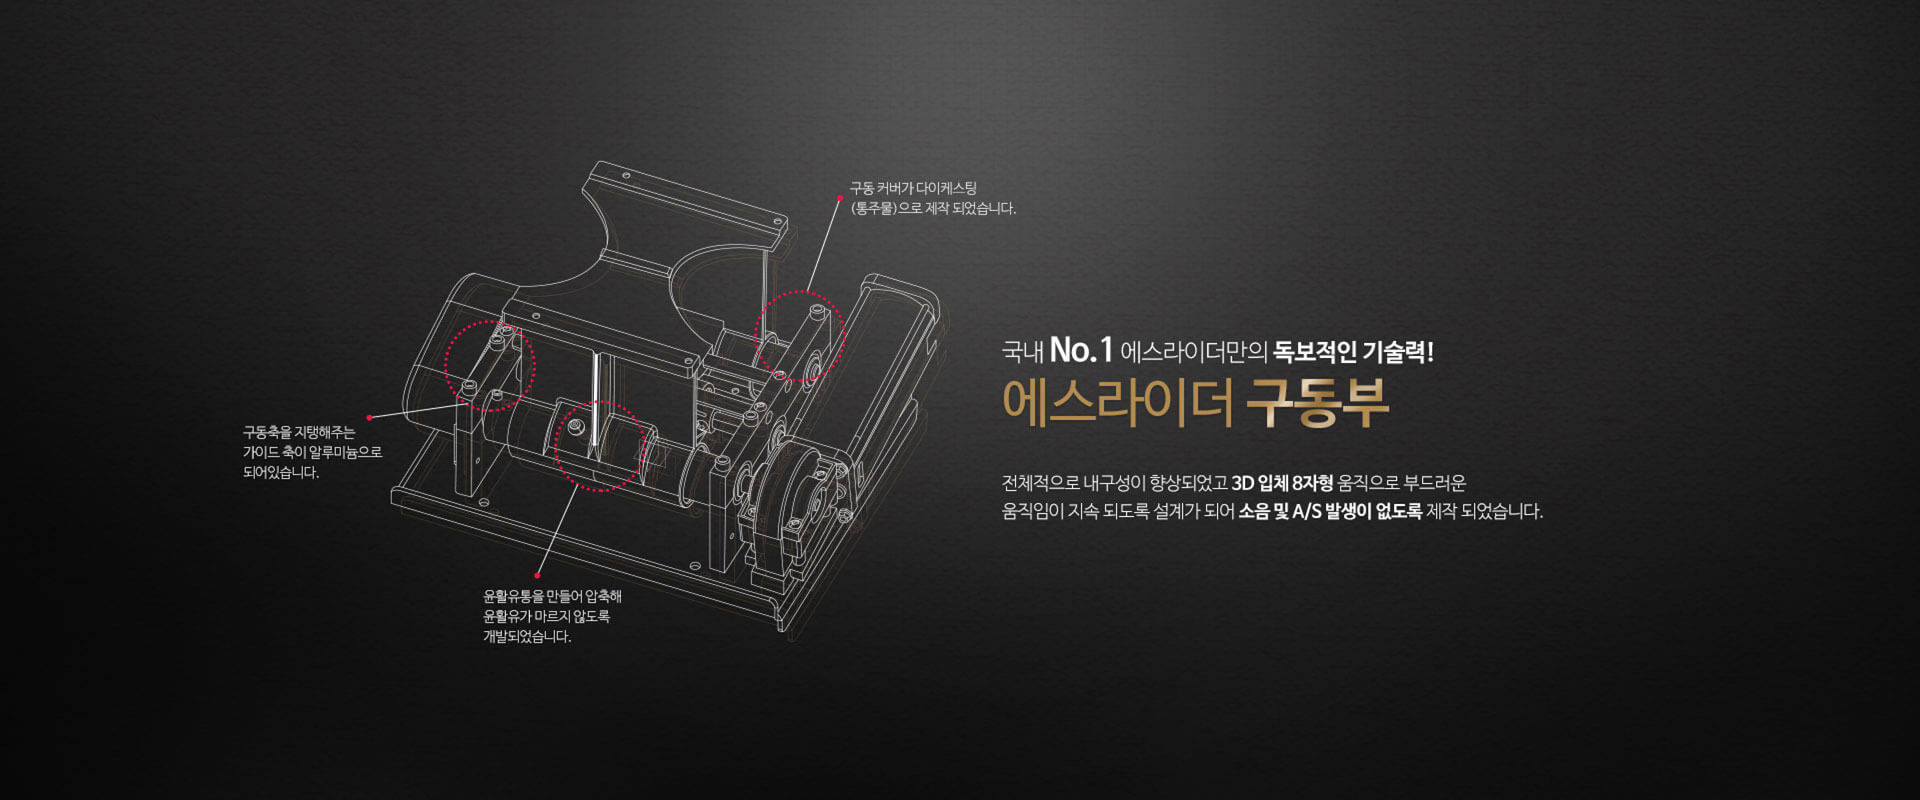 구동 커버가 다이케스팅
(통주물)으로 제작 되었습니다.
국내 No.1 에스라이더만의 독보적인 기술력!
에스라이더 구동부
구동축을 지탱해주는
가이드 축이 알루미늄으로
되어있습니다.
전체적으로 내구성이 향상되었고 3D 입체 8자형 움직으로 부드러운
움직임이 지속 되도록 설계가 되어 소음 및 A/S 발생이 없도록 제작 되었습니다.
윤활유통을 만들어 압축해
윤활유가 마르지 않도록
개발되었습니다.